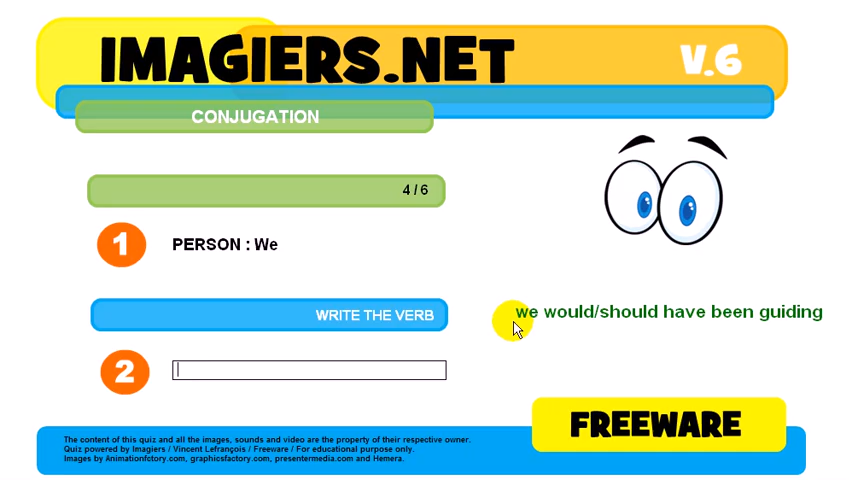 IMAGIERS.NET
V.6
CONJUGATION
4 / 6
1
PERSON : We
WRITE THE VERB
we would/should have been guiding
2
FREEWARE
The content of this quiz and all the images, sounds and video are the property of their respective owner.
Quiz powered by Imagiers / Vincent Lefrançois / Freeware / For educational purpose only.
Images by Animationfctory.com, graphicsfactory.com, presentermedia.com and Hemera.